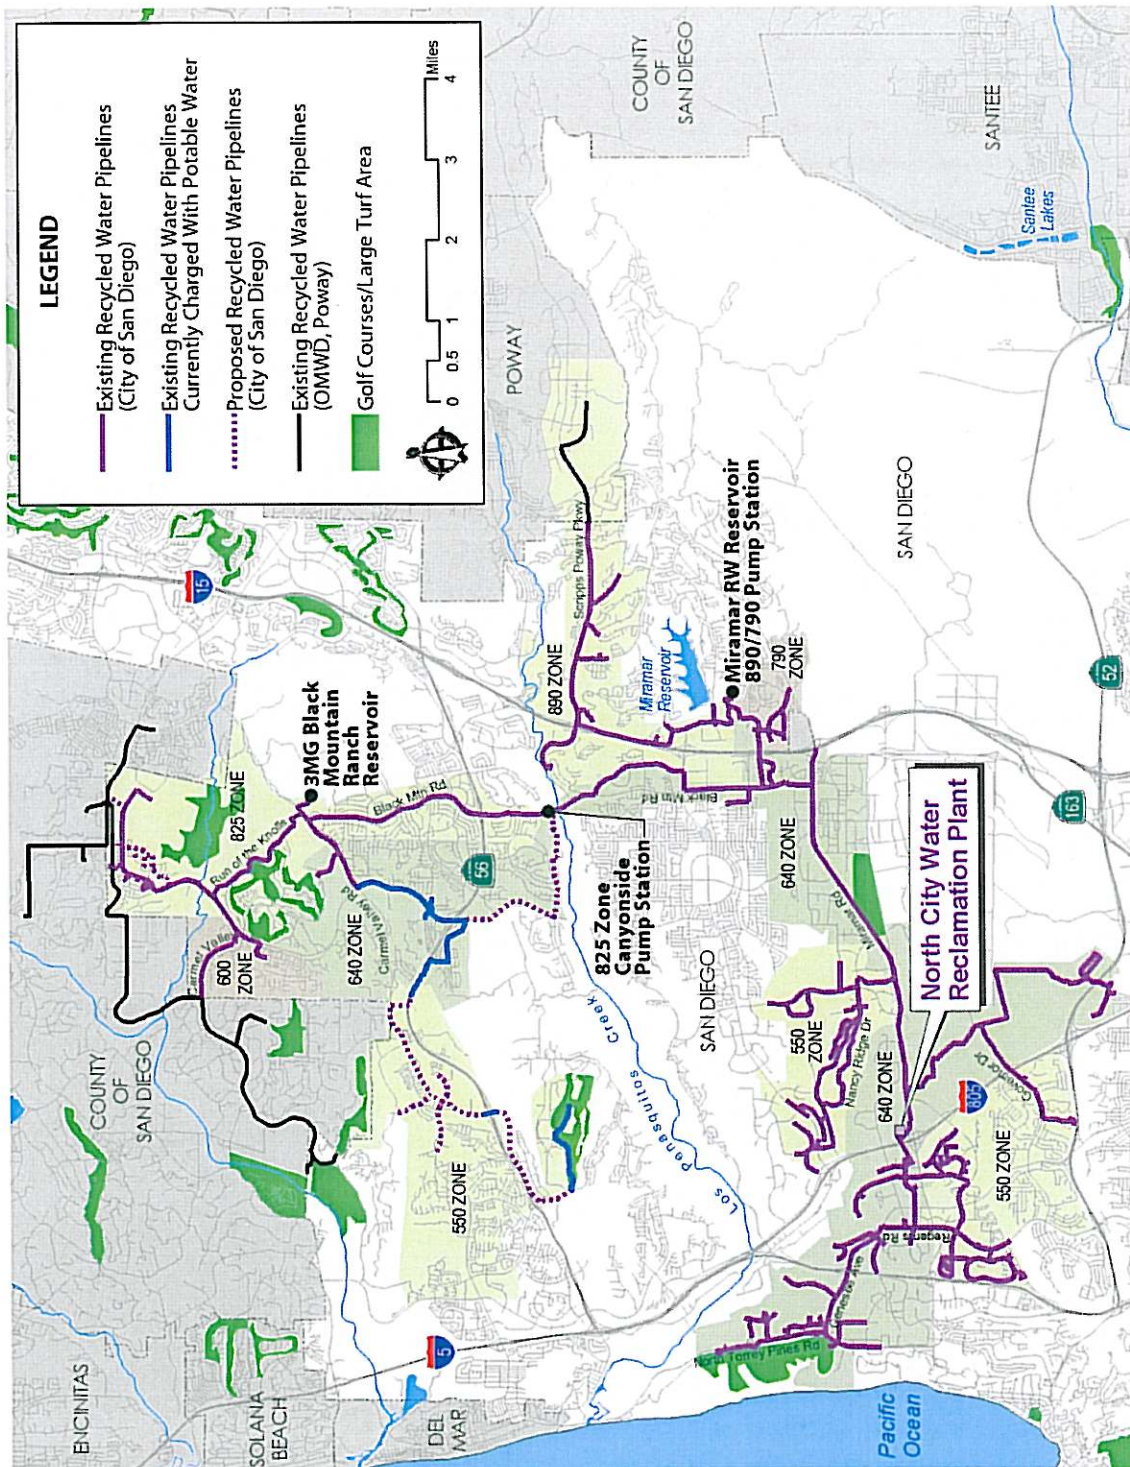 LEGEND
Existing Recycled Water Pipelines
(City of San Diego)
Existing Recycled Water Pipelines
Currently Charged With Potable Water
Proposed Recycled Water Pipelines
(City of San Diego)
Existing Recycled Water Pipelines
(OMWD, Poway)
Golf Courses/Large Turf Area
0
0.5
1
2
3
4
Miles
ENCINITAS
SOLANA
BEACH
DEL
MAR
COUNTY
OF
SAN DIEGO
5
Carmel Valley
600
ZONE
640 ZONE
Carmel Valley Rd
Run of the Knolls
825 ZONE
3MG Black
Mountain
Ranch
Reservoir
15
Black Mtn Rd
56
550 ZONE
825 Zone
Canyonside
Pump Station
Los Penasquitos Creek
POWAY
890 ZONE
Scripps Poway Pkwy
COUNTY
OF
SAN DIEGO
Miramar
Reservoir
Miramar RW Reservoir
890/790 Pump Station
790
ZONE
Black Mtn Rd
SAN DIEGO
640 ZONE
Miramar Rd
SAN DIEGO
550
ZONE
Nancy Ridge Dr
640 ZONE
North City Water
Reclamation Plant
Governor Dr
805
550 ZONE
Regents Rd
Genesee Ave
North Torrey Pines Rd
Pacific
Ocean
163
52
SANTEE
Santee
Lakes